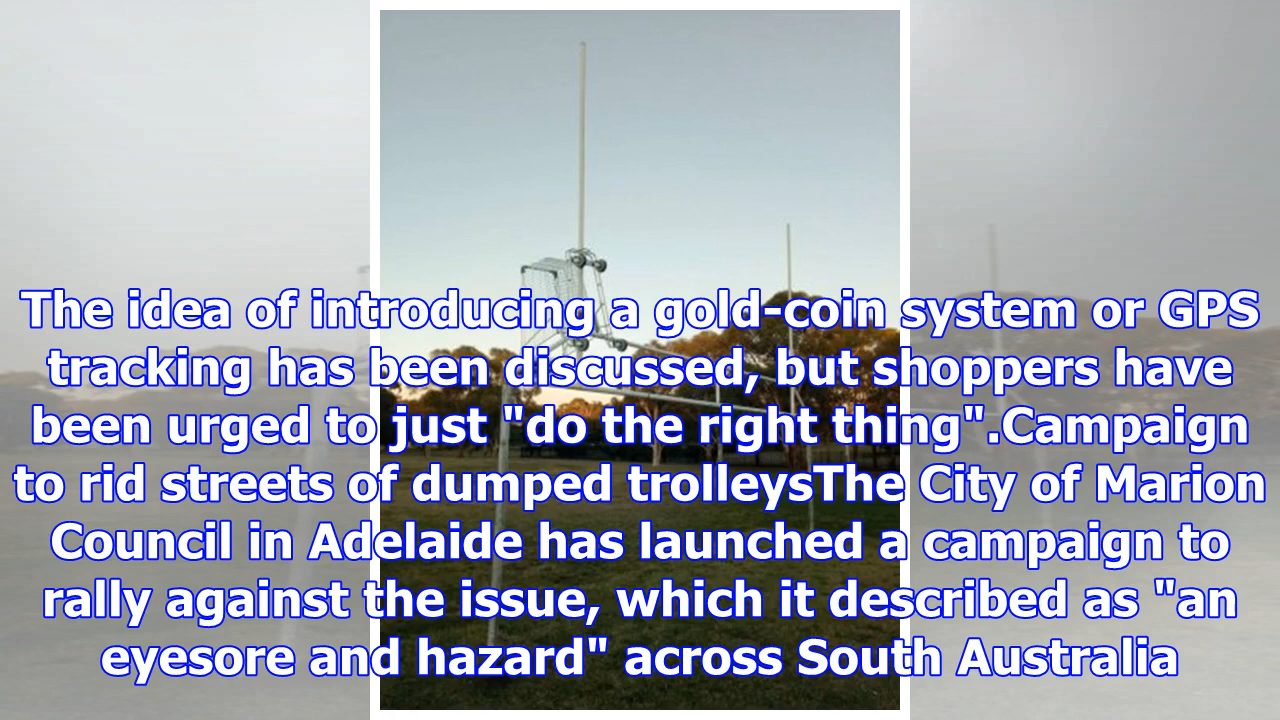 The idea of introducing a gold-coin system or GPS
tracking has been discussed, but shoppers have
been urged to just "do the right thing".Campaign
to rid streets of dumped trolleysThe City of Marion
Council in Adelaide has launched a campaign to
rally against the issue, which it described as "an
eyesore and hazard" across South Australia